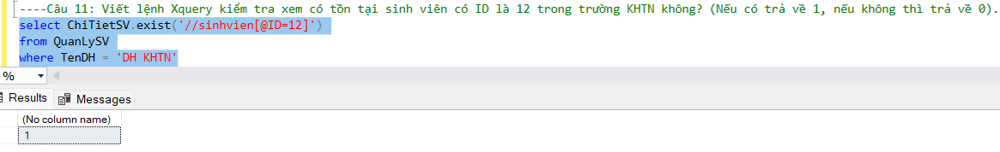 ----Câu 11: Viết lệnh Xquery kiểm tra xem có tồn tại sinh viên có ID là 12 trong trường KHTN không? (Nếu có trả về 1, nếu không thì trả về 0).
select ChiTietSV.exist('//sinhvien[@ID=12]')
from QuanLySV
where TenDH = 'DH KHTN'
%
Results Messages
(No column name)
1